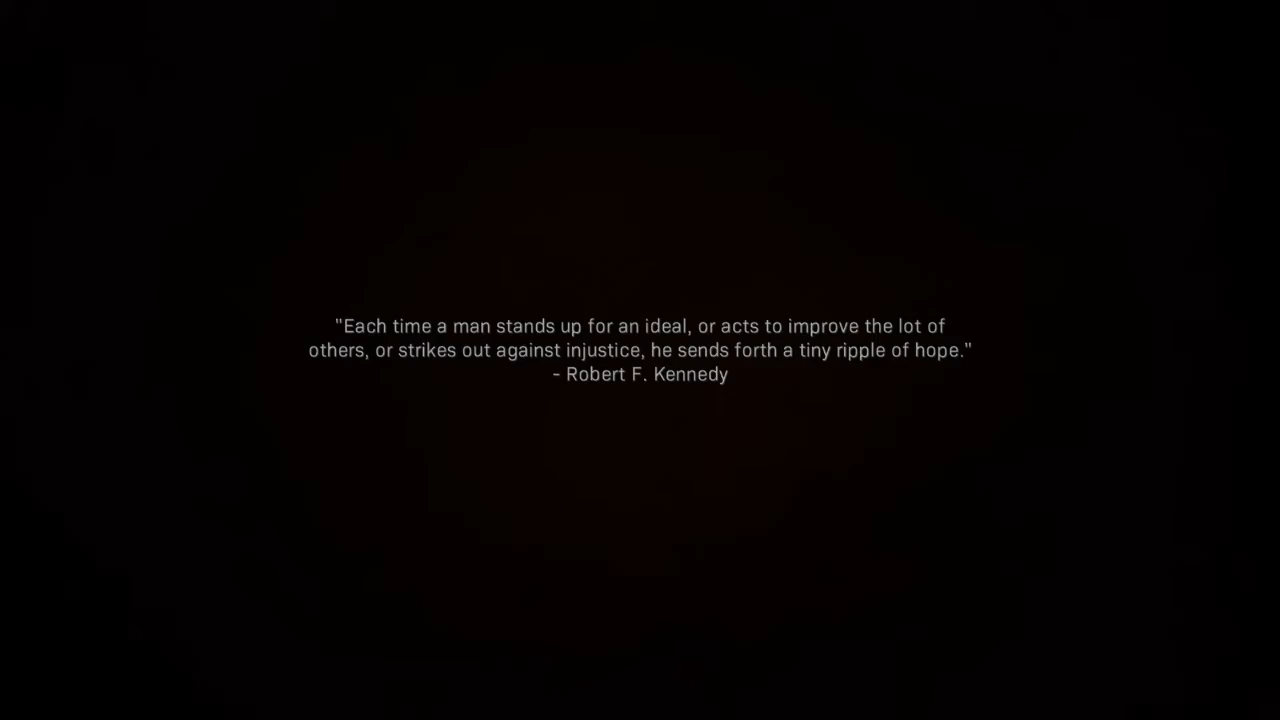 "Each time a man stands up for an ideal, or acts to improve the lot of
others, or strikes out against injustice, he sends forth a tiny ripple of hope."
- Robert F. Kennedy